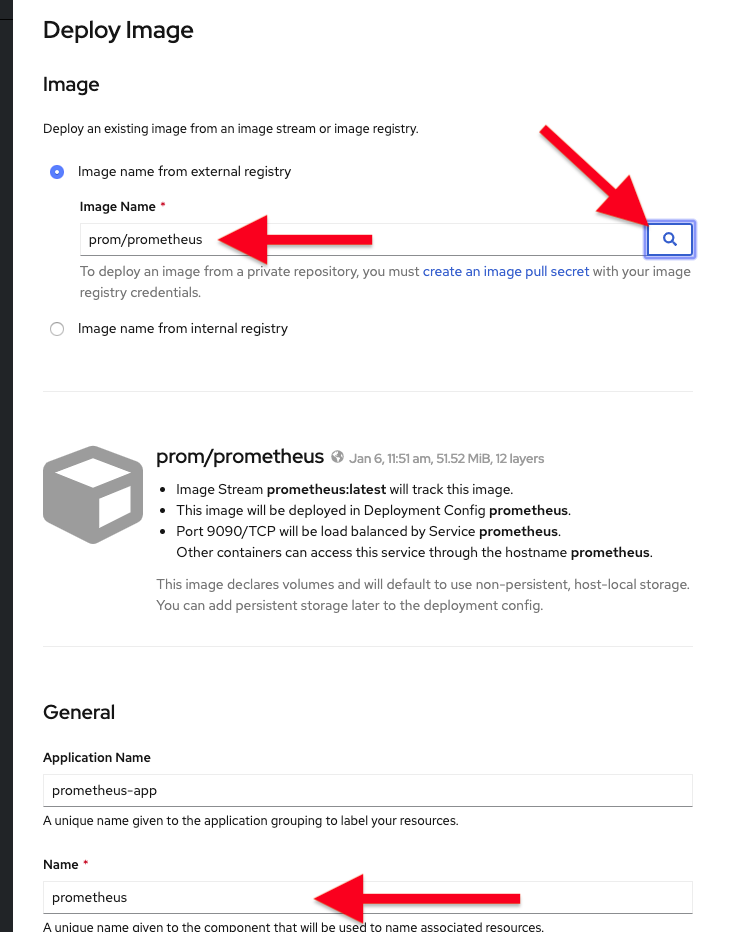 Deploy Image
Image
Deploy an existing image from an image stream or image registry.
Image name from external registry
Image Name *
prom/prometheus
To deploy an image from a private repository, you must create an image pull secret with your image
registry credentials.
Image name from internal registry
prom/prometheus Jan 6, 11:51 am, 51.52 MiB, 12 layers
• Image Stream prometheus:latest will track this image.
• This image will be deployed in Deployment Config prometheus.
• Port 9090/TCP will be load balanced by Service prometheus.
Other containers can access this service through the hostname prometheus.
This image declares volumes and will default to use non-persistent, host-local storage.
You can add persistent storage later to the deployment config.
General
Application Name
prometheus-app
A unique name given to the application grouping to label your resources.
Name *
prometheus
A unique name given to the component that will be used to name associated resources.